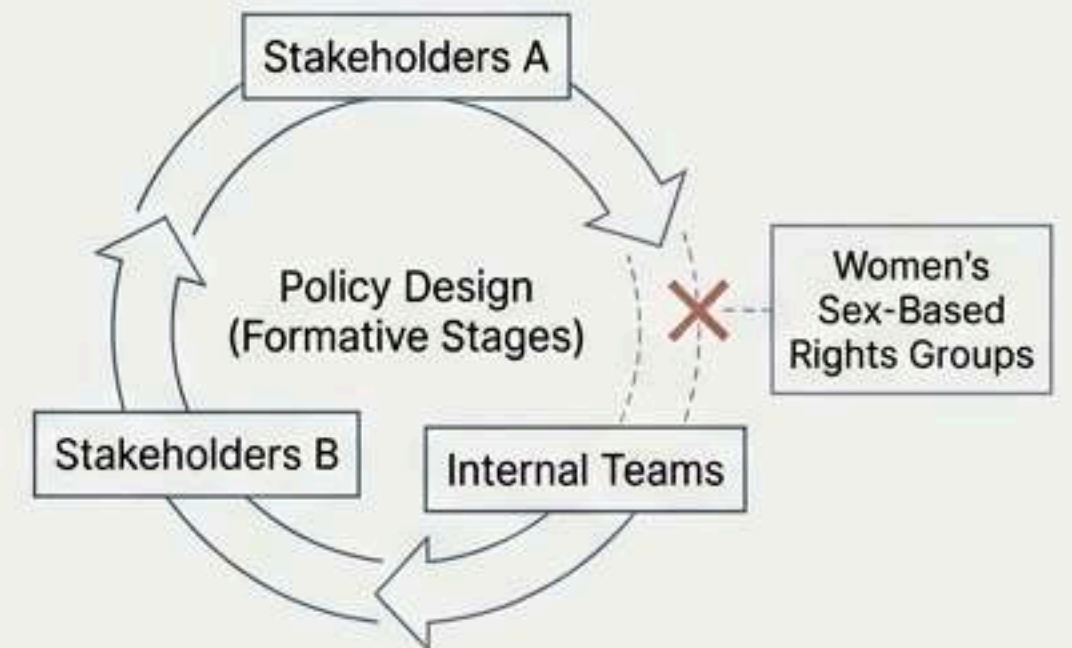 Stakeholders A
Policy Design
(Formative Stages)
Women's
Sex-Based
Rights Groups
Stakeholders B
Internal Teams